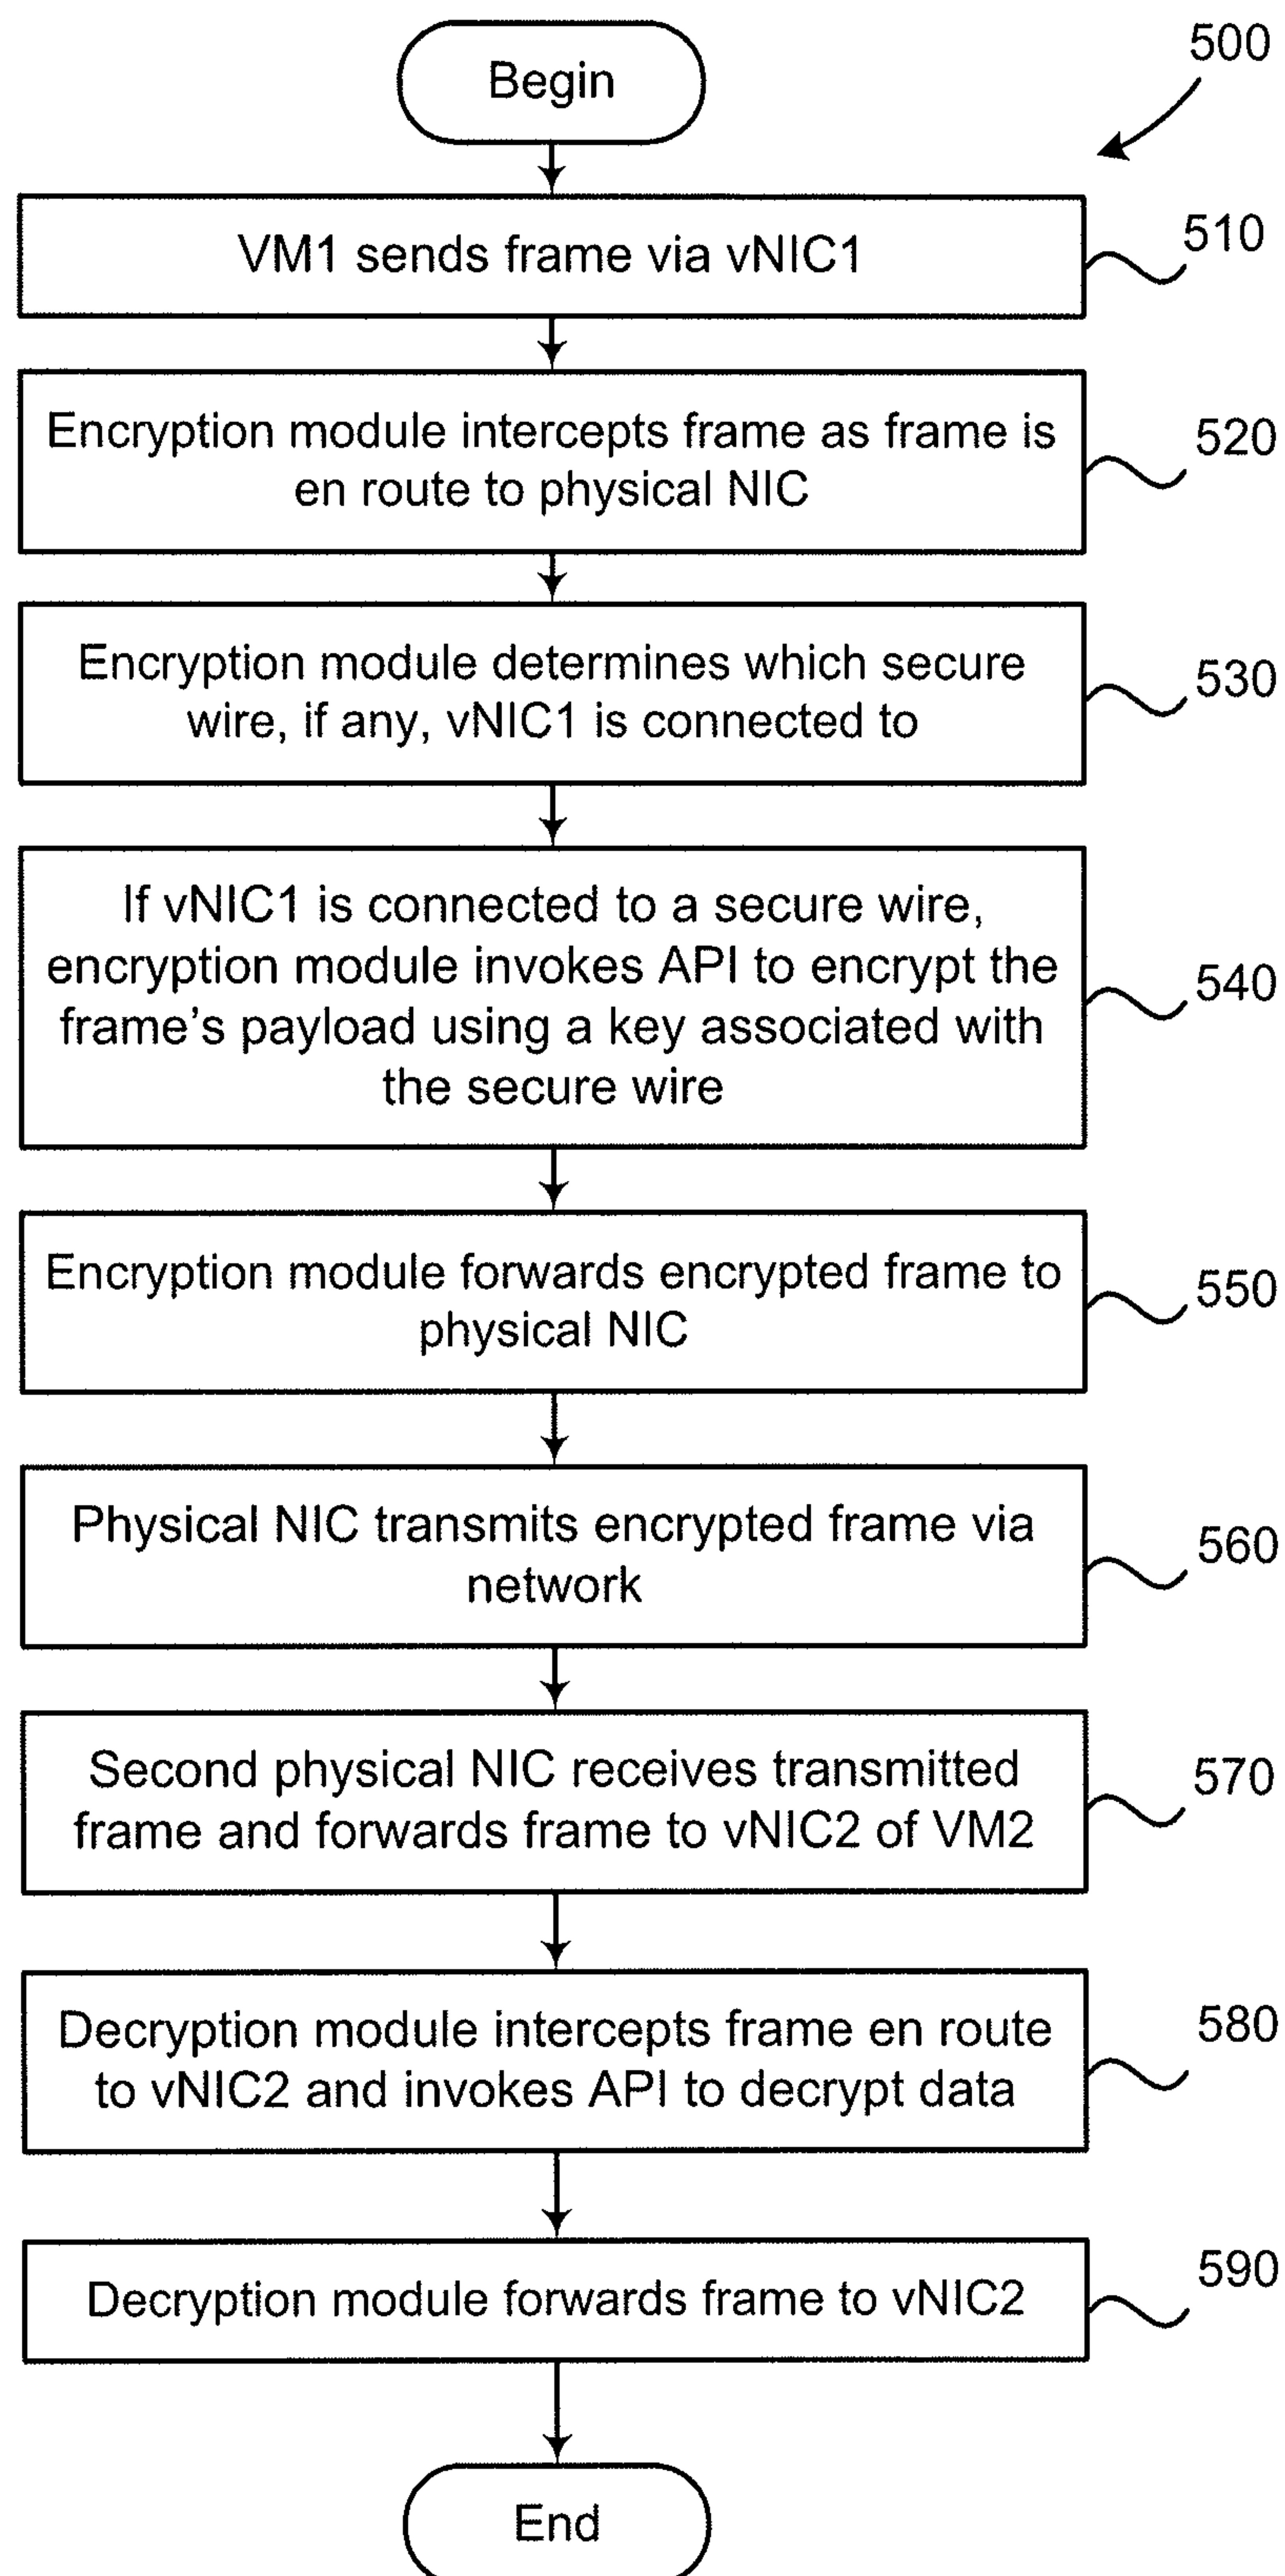 Begin
500
VM1 sends frame via vNIC1
510
Encryption module intercepts frame as frame is
en route to physical NIC
520
Encryption module determines which secure
wire, if any, vNIC1 is connected to
530
If vNIC1 is connected to a secure wire,
encryption module invokes API to encrypt the
frame's payload using a key associated with
the secure wire
540
Encryption module forwards encrypted frame to
physical NIC
550
Physical NIC transmits encrypted frame via
network
560
Second physical NIC receives transmitted
frame and forwards frame to vNIC2 of VM2
570
Decryption module intercepts frame en route
to vNIC2 and invokes API to decrypt data
580
Decryption module forwards frame to vNIC2
590
End